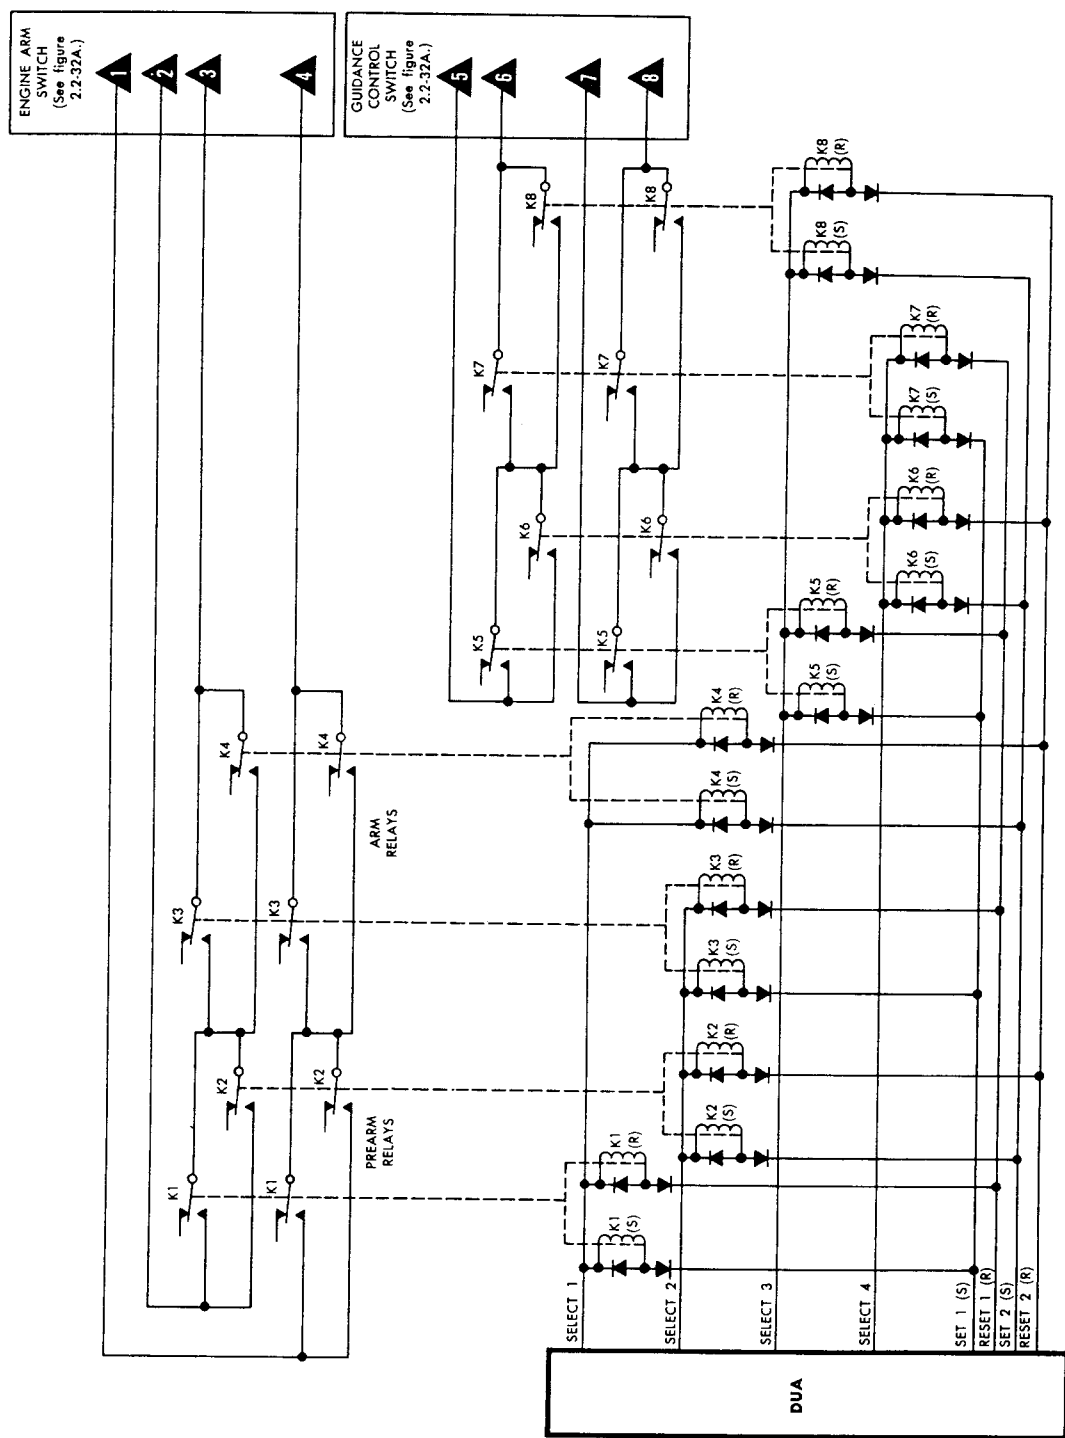 ENGINE ARM
SWITCH
(See figure
2.2-32A.)
1
2
3
4
GUIDANCE
CONTROL
SWITCH
(See figure
2.2-32A.)
5
6
7
8
K1
K2
K3
K4
K1
K2
K3
K4
PREARM
RELAYS
ARM
RELAYS
K5
K6
K7
K8
K5
K6
K7
K8
K1
(S)
K1
(R)
K2
(S)
K2
(R)
K3
(S)
K3
(R)
K4
(S)
K4
(R)
K5
(S)
K5
(R)
K6
(S)
K6
(R)
K7
(S)
K7
(R)
K8
(S)
K8
(R)
SELECT 1
SELECT 2
SELECT 3
SELECT 4
SET 1 (S)
RESET 1 (R)
SET 2 (S)
RESET 2 (R)
DUA